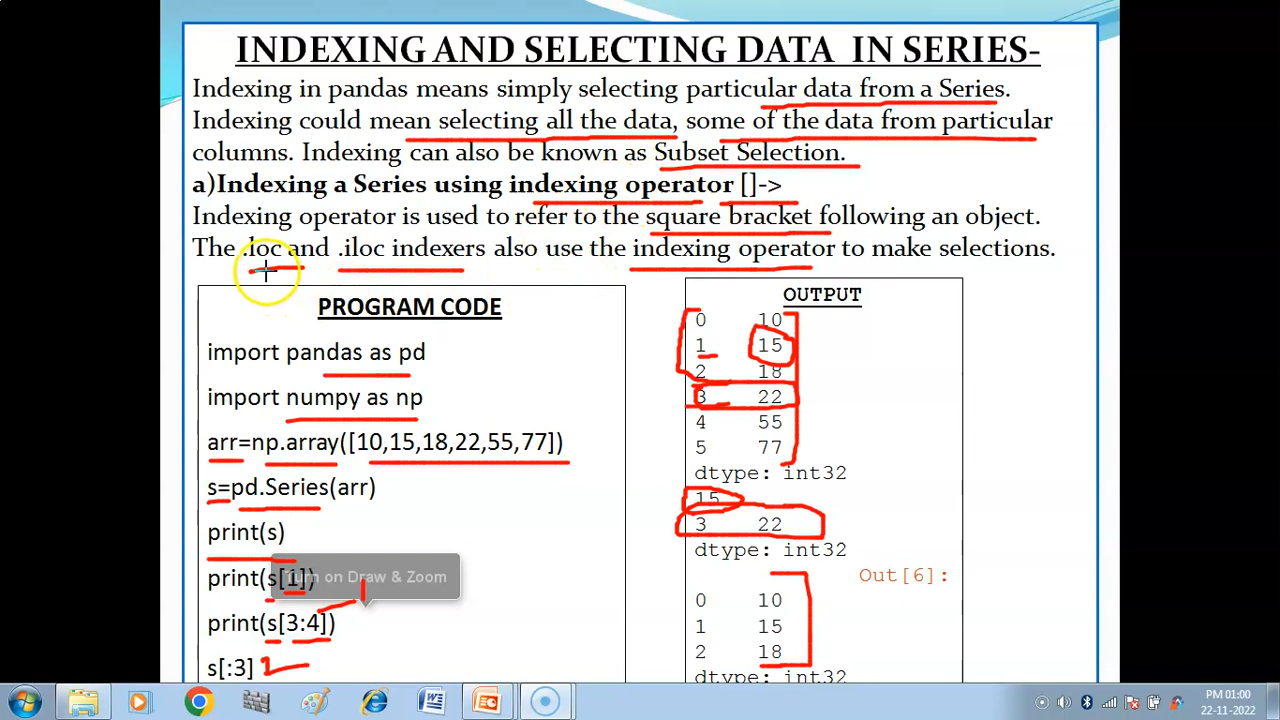 INDEXING AND SELECTING DATA IN SERIES-
Indexing in pandas means simply selecting particular data from a Series.
Indexing could mean selecting all the data, some of the data from particular
columns. Indexing can also be known as Subset Selection.
a)Indexing a Series using indexing operator []->
Indexing operator is used to refer to the square bracket following an object.
The .loc and .iloc indexers also use the indexing operator to make selections.
PROGRAM CODE
import pandas as pd
import numpy as np
arr=np.array([10,15,18,22,55,77])
s=pd.Series(arr)
print(s)
print(s[1])
Turn on Draw & Zoom
print(s[3:4])
s[:3]
OUTPUT
0 10
1 15
2 18
3 22
4 55
5 77
dtype: int32
15
3 22
dtype: int32
Out[6]:
0 10
1 15
2 18
dtype: int32
PM 01:00
22-11-2022